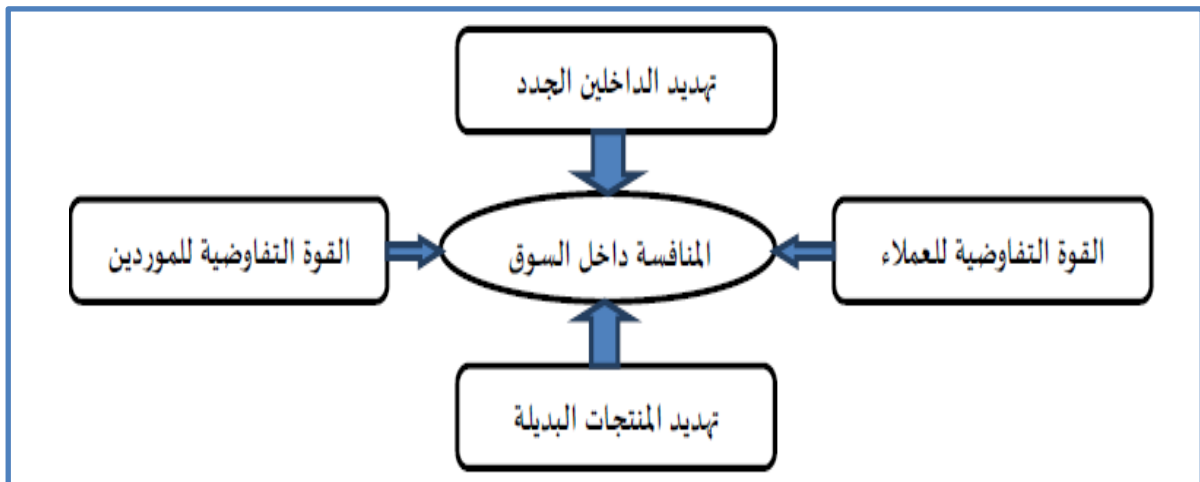 تهديد الداخلين الجدد
القوة التفاوضية للعملاء
المنافسة داخل السوق
القوة التفاوضية للموردين
تهديد المنتجات البديلة